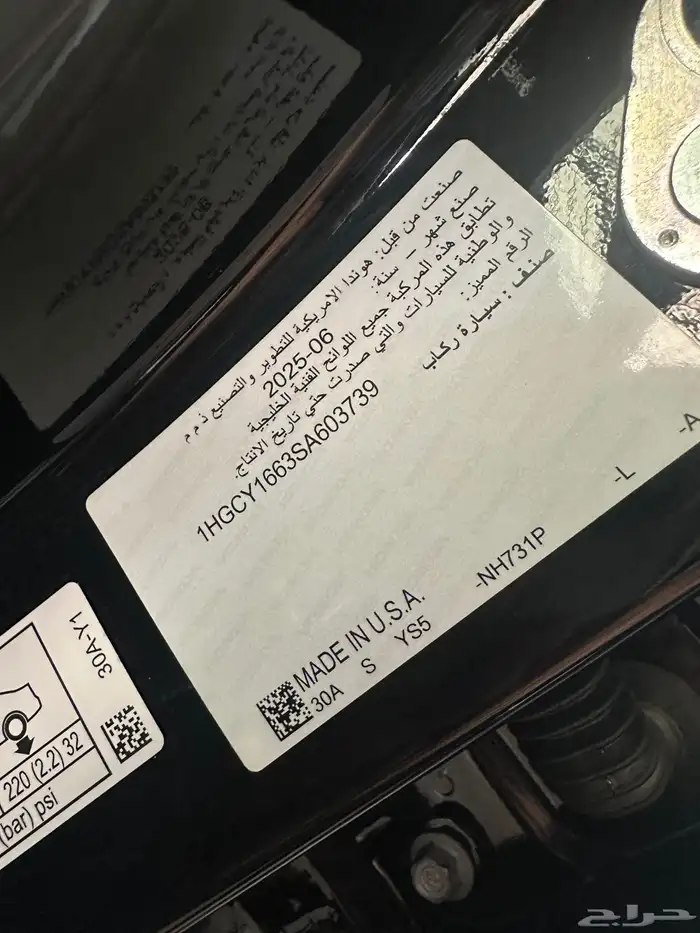 صنعت من قبل: هوندا الامريكية للتطوير والتصنيع ذ م م
صنع شهر - سنة: 2025-06
تطابق هذه المركبة جميع اللوائح الفنية الخليجية
والوطنية للسيارات والتي صدرت حتي تاريخ الانتاج.
الرقم المميز: 1HGCY1663SA603739
صنف : سيارة ركاب
MADE IN U.S.A.
30A S YS5 -NH731P -L -A
30A-Y1
220 (2.2) 32
(bar) psi
حراج